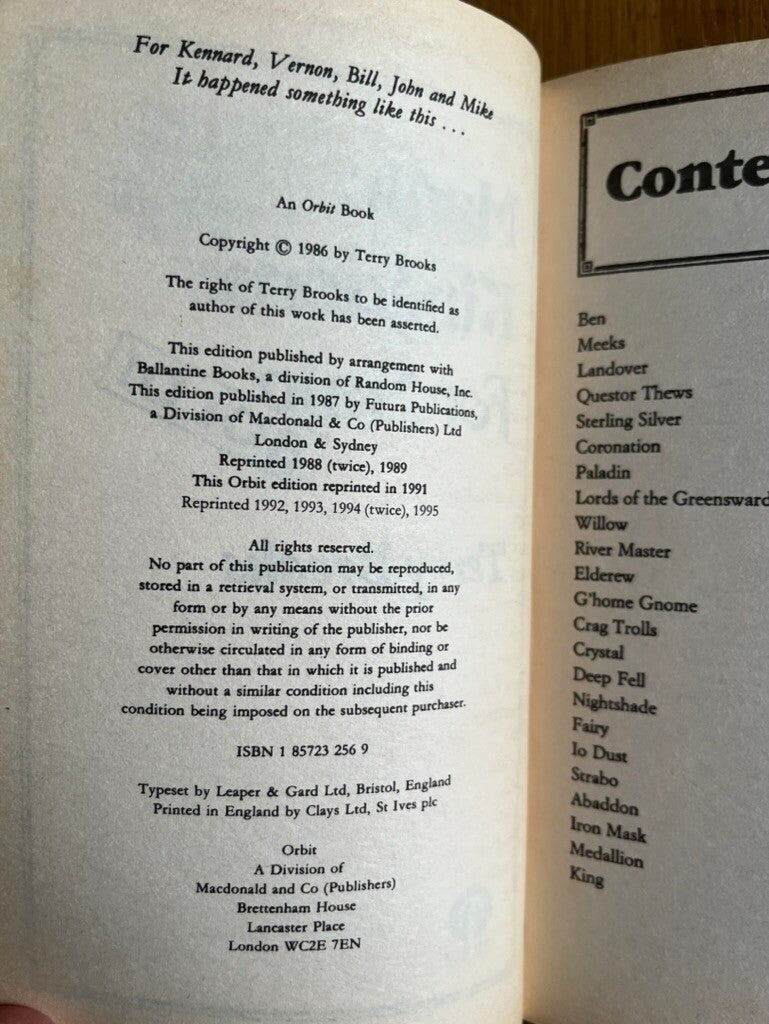 For Kennard, Vernon, Bill, John and Mike
It happened something like this ...
An Orbit Book
Copyright © 1986 by Terry Brooks
The right of Terry Brooks to be identified as
author of this work has been asserted.
This edition published by arrangement with
Ballantine Books, a division of Random House, Inc.
This edition published in 1987 by Futura Publications,
a Division of Macdonald & Co (Publishers) Ltd
London & Sydney
Reprinted 1988 (twice), 1989
This Orbit edition reprinted in 1991
Reprinted 1992, 1993, 1994 (twice), 1995
All rights reserved.
No part of this publication may be reproduced,
stored in a retrieval system, or transmitted, in any
form or by any means without the prior
permission in writing of the publisher, nor be
otherwise circulated in any form of binding or
cover other than that in which it is published and
without a similar condition including this
condition being imposed on the subsequent purchaser.
ISBN 1 85723 256 9
Typeset by Leaper & Gard Ltd, Bristol, England
Printed in England by Clays Ltd, St Ives plc
Orbit
A Division of
Macdonald and Co (Publishers)
Brettenham House
Lancaster Place
London WC2E 7EN
Conte
Ben
Meeks
Landover
Questor Thews
Sterling Silver
Coronation
Paladin
Lords of the Greensward
Willow
River Master
Elderew
G'home Gnome
Crag Trolls
Crystal
Deep Fell
Nightshade
Fairy
Io Dust
Strabo
Abaddon
Iron Mask
Medallion
King